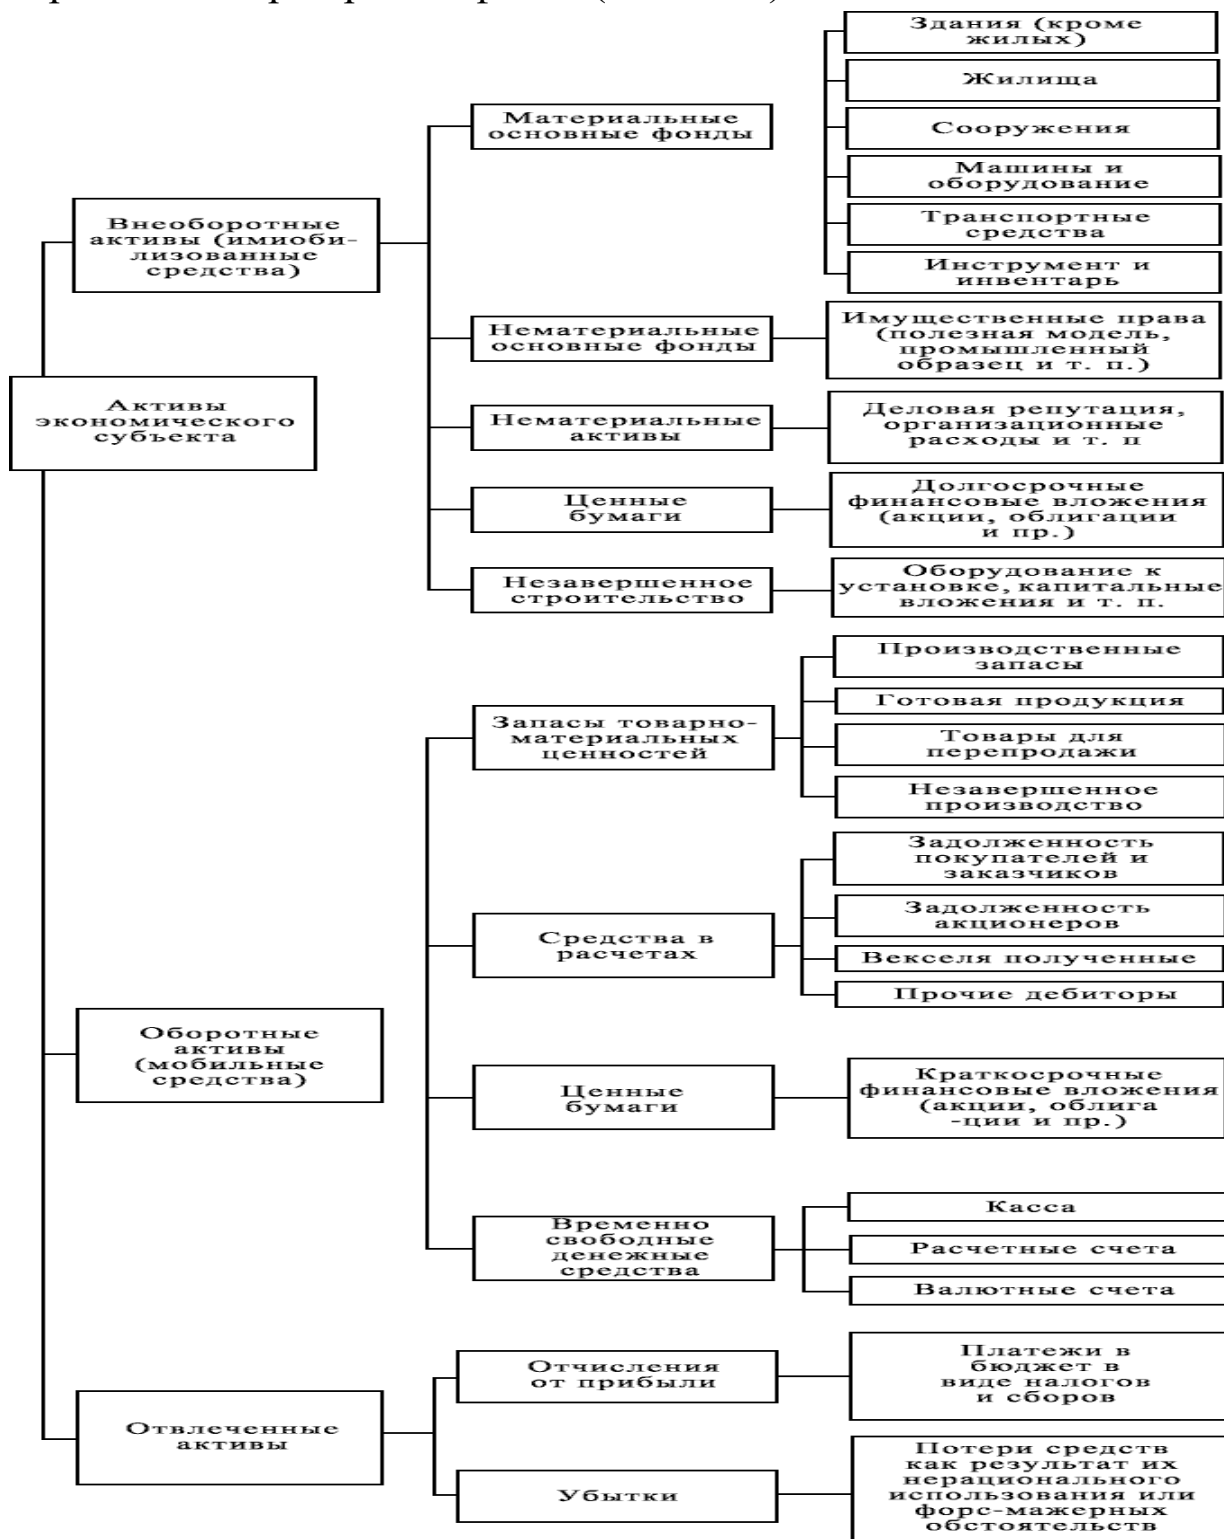 Здания (кроме
жилых)
Жилища
Материальные
основные фонды
Сооружения
Машины и
оборудование
Внеоборотные
активы (имиоби-
лизованные
средства)
Транспортные
средства
Инструмент и
инвентарь
Нематериальные
основные фонды
Имущественные права
(полезная модель,
промышленный
образец и т. п.)
Активы
экономического
субъекта
Нематериальные
активы
Деловая репутация,
организационные
расходы и т. п
Ценные
бумаги
Долгосрочные
финансовые вложения
(акции, облигации
и пр.)
Незавершенное
строительство
Оборудование к
установке, капитальные
вложения и т. п.
Производственные
запасы
Готовая продукция
Запасы товарно-
материальных
ценностей
Товары для
перепродажи
Незавершенное
производство
Задолженность
покупателей и
заказчиков
Средства в
расчетах
Задолженность
акционеров
Векселя полученные
Прочие дебиторы
Оборотные
активы
(мобильные
средства)
Ценные
бумаги
Краткосрочные
финансовые вложения
(акции, облига
-ции и пр.)
Временно
свободные
денежные
средства
Касса
Расчетные счета
Валютные счета
Отчисления
от прибыли
Платежи в
бюджет в
виде налогов
и сборов
Отвлеченные
активы
Убытки
Потери средств
как результат их
нерационального
использования или
форс-мажерных
обстоятельств